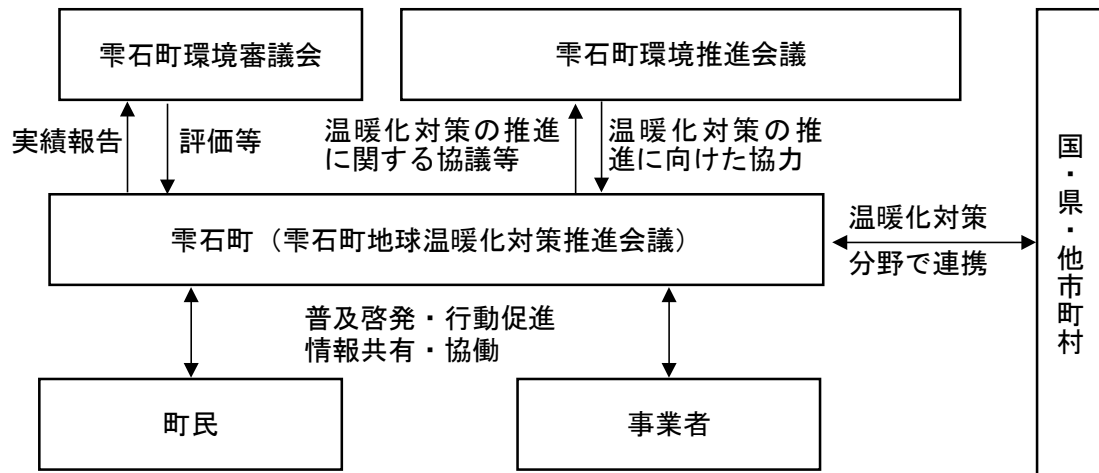 雫石町環境審議会
雫石町環境推進会議
実績報告
評価等
温暖化対策の推進
に関する協議等
温暖化対策の推
進に向けた協力
国・県・他市町村
雫石町（雫石町地球温暖化対策推進会議）
温暖化対策
分野で連携
普及啓発・行動促進
情報共有・協働
町民
事業者